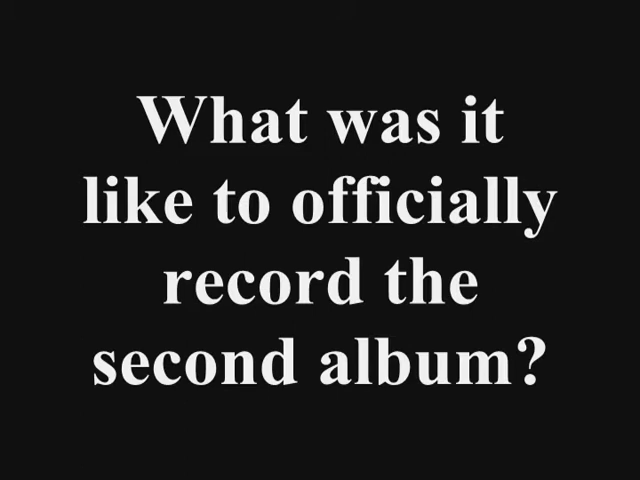 What was it
like to officially
record the
second album?